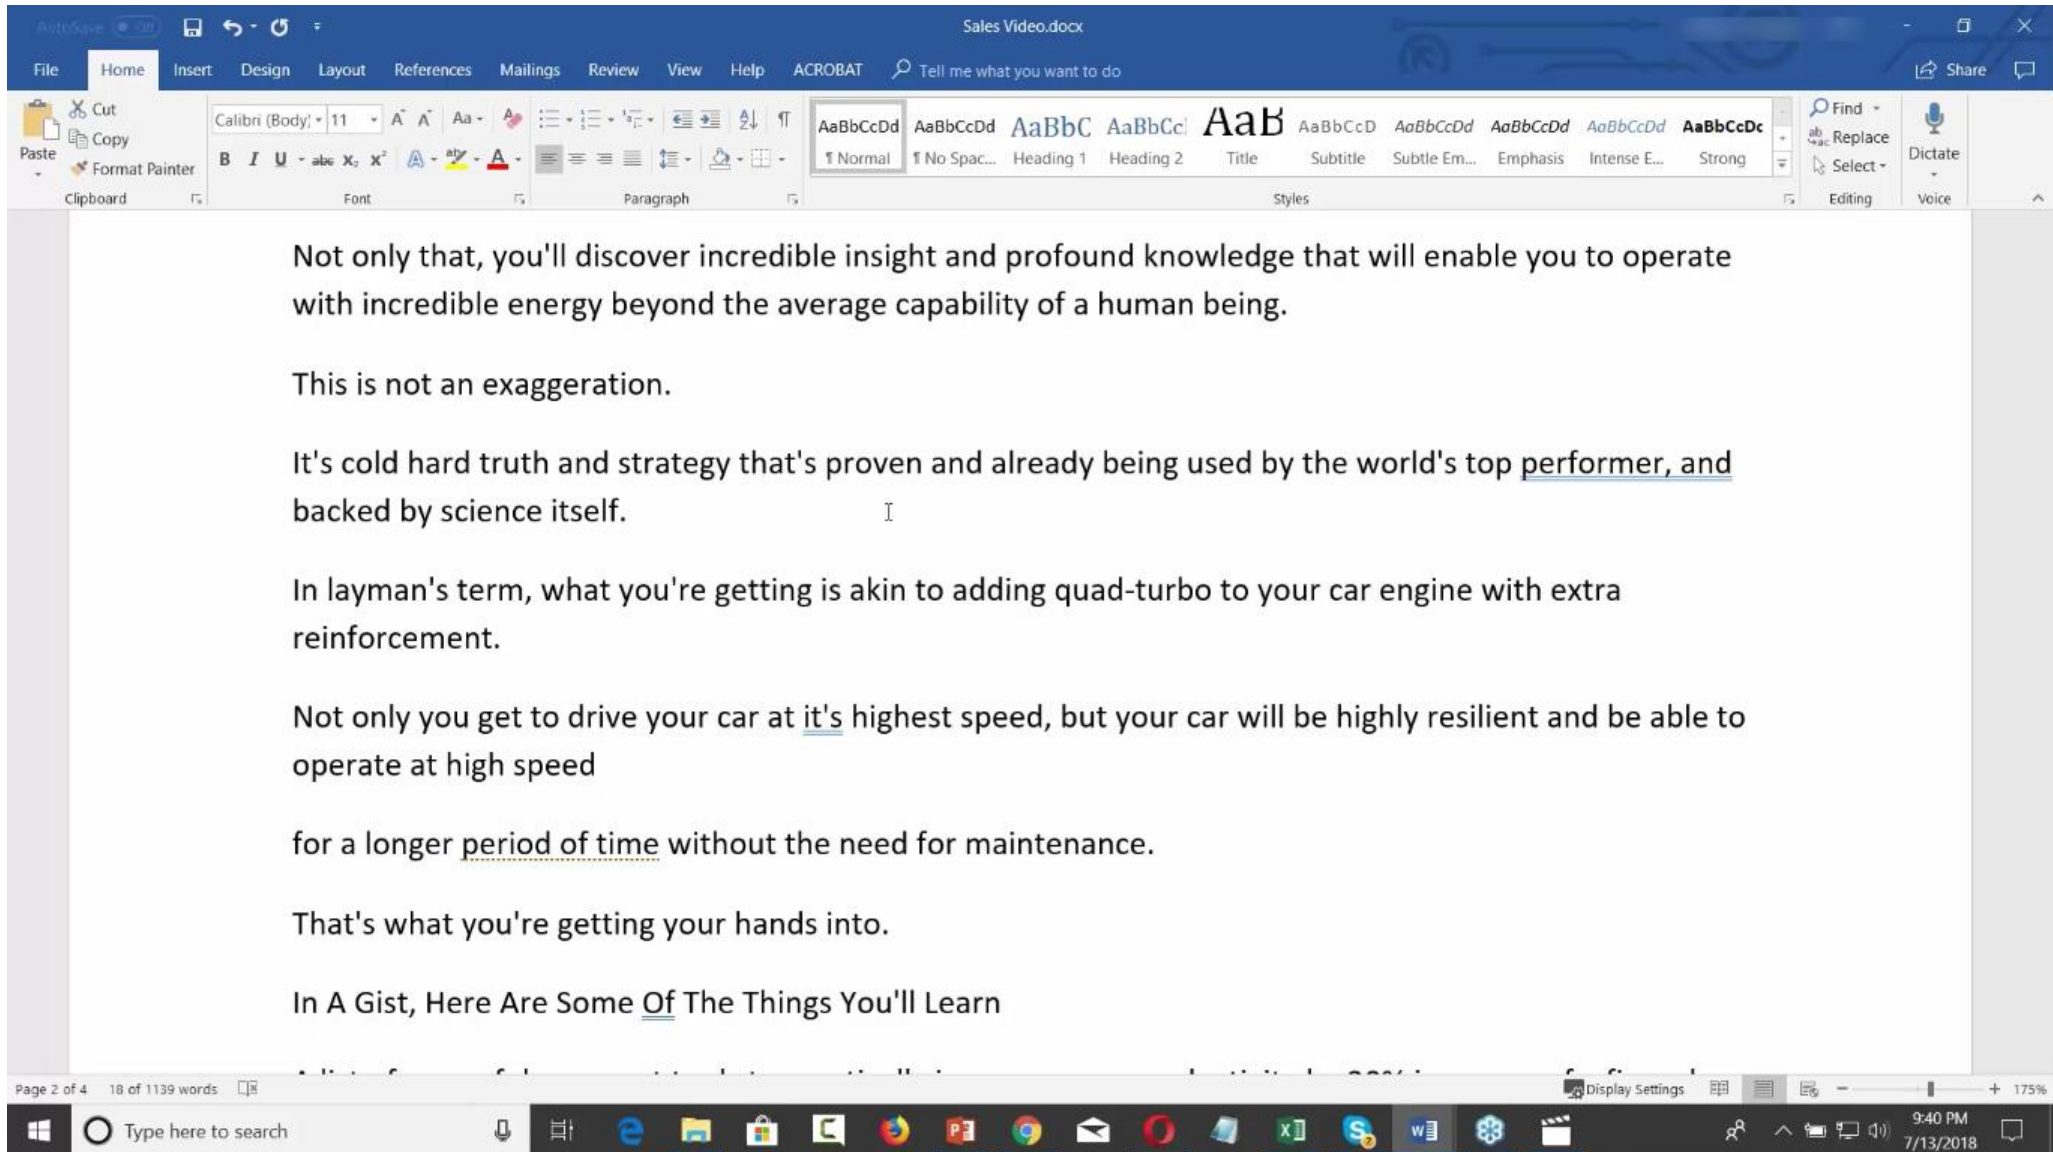 AutoSave Off
Sales Video.docx
File Home Insert Design Layout References Mailings Review View Help ACROBAT Tell me what you want to do Share
Paste
Cut
Copy
Format Painter
Clipboard
Calibri (Body) 11
Font
Paragraph
AaBbCcDd AaBbCcDd AaBbC AaBbCc AaB AaBbCcD AaBbCcDd AaBbCcDd AaBbCcDd AaBbCcDc
¶ Normal ¶ No Spac... Heading 1 Heading 2 Title Subtitle Subtle Em... Emphasis Intense E... Strong
Styles
Find
Replace
Select
Editing
Dictate
Voice
Not only that, you'll discover incredible insight and profound knowledge that will enable you to operate
with incredible energy beyond the average capability of a human being.
This is not an exaggeration.
It's cold hard truth and strategy that's proven and already being used by the world's top performer, and
backed by science itself.
In layman's term, what you're getting is akin to adding quad-turbo to your car engine with extra
reinforcement.
Not only you get to drive your car at it's highest speed, but your car will be highly resilient and be able to
operate at high speed
for a longer period of time without the need for maintenance.
That's what you're getting your hands into.
In A Gist, Here Are Some Of The Things You'll Learn
Page 2 of 4 18 of 1139 words Display Settings 175%
Type here to search
9:40 PM
7/13/2018